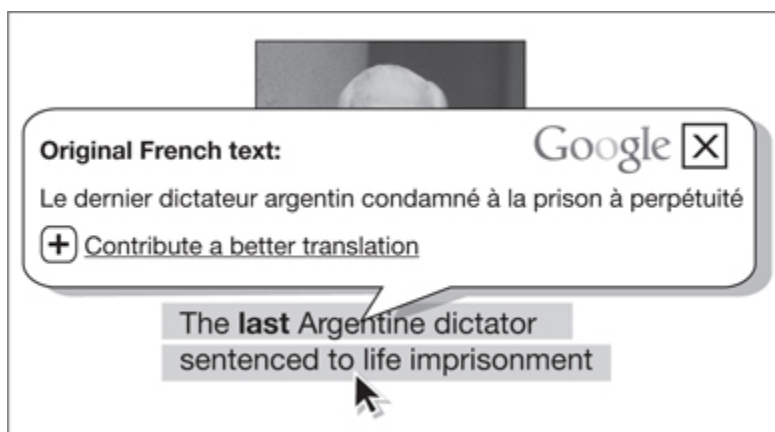 Original French text:
Google
Le dernier dictateur argentin condamné à la prison à perpétuité
Contribute a better translation
The last Argentine dictator
sentenced to life imprisonment